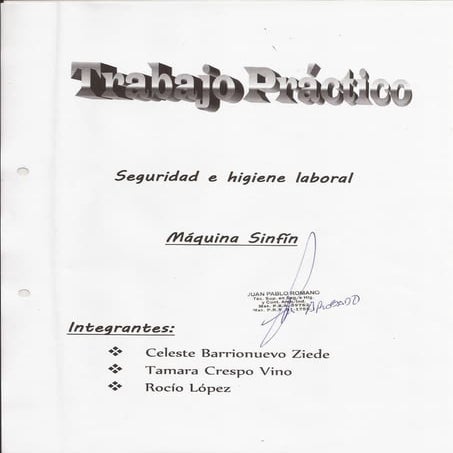 Trabajo Práctico
Seguridad e higiene laboral
Máquina Sinfín
JUAN PABLO ROMANO
APROBADO
Integrantes:
Celeste Barrionuevo Ziede
Tamara Crespo Vino
Rocío López